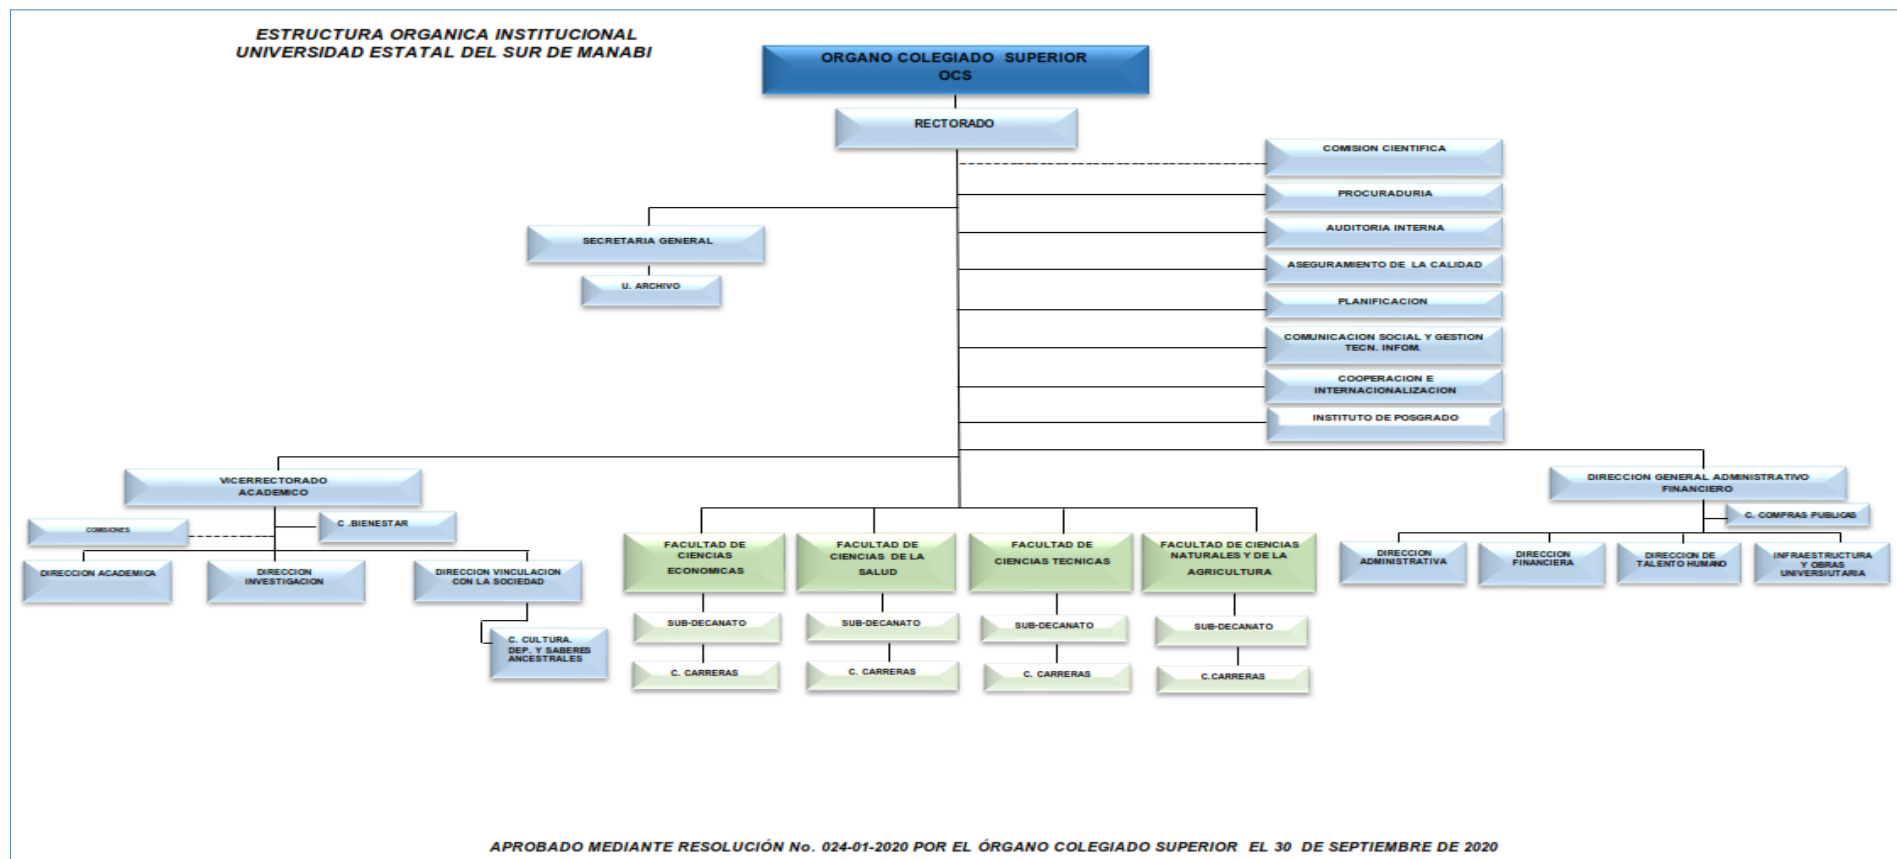 ESTRUCTURA ORGANICA INSTITUCIONAL
UNIVERSIDAD ESTATAL DEL SUR DE MANABI
ORGANO COLEGIADO SUPERIOR
OCS
RECTORADO
COMISION CIENTIFICA
PROCURADURIA
SECRETARIA GENERAL
AUDITORIA INTERNA
ASEGURAMIENTO DE LA CALIDAD
U. ARCHIVO
PLANIFICACION
COMUNICACION SOCIAL Y GESTION
TECN. INFOM.
COOPERACION E
INTERNACIONALIZACION
INSTITUTO DE POSGRADO
VICERRECTORADO
ACADEMICO
DIRECCION GENERAL ADMINISTRATIVO
FINANCIERO
COMISIONES
C .BIENESTAR
C. COMPRAS PUBLICAS
DIRECCION ACADEMICA
DIRECCION
INVESTIGACION
DIRECCION VINCULACION
CON LA SOCIEDAD
C. CULTURA.
DEP. Y SABERES
ANCESTRALES
FACULTAD DE
CIENCIAS
ECONOMICAS
FACULTAD DE
CIENCIAS DE LA
SALUD
FACULTAD DE
CIENCIAS TECNICAS
FACULTAD DE CIENCIAS
NATURALES Y DE LA
AGRICULTURA
DIRECCION
ADMINISTRATIVA
DIRECCION
FINANCIERA
DIRECCION DE
TALENTO HUMANO
INFRAESTRUCTURA
Y OBRAS
UNIVERSIUTARIA
SUB-DECANATO
SUB-DECANATO
SUB-DECANATO
SUB-DECANATO
C. CARRERAS
C. CARRERAS
C. CARRERAS
C.CARRERAS
APROBADO MEDIANTE RESOLUCIÓN No. 024-01-2020 POR EL ÓRGANO COLEGIADO SUPERIOR EL 30 DE SEPTIEMBRE DE 2020